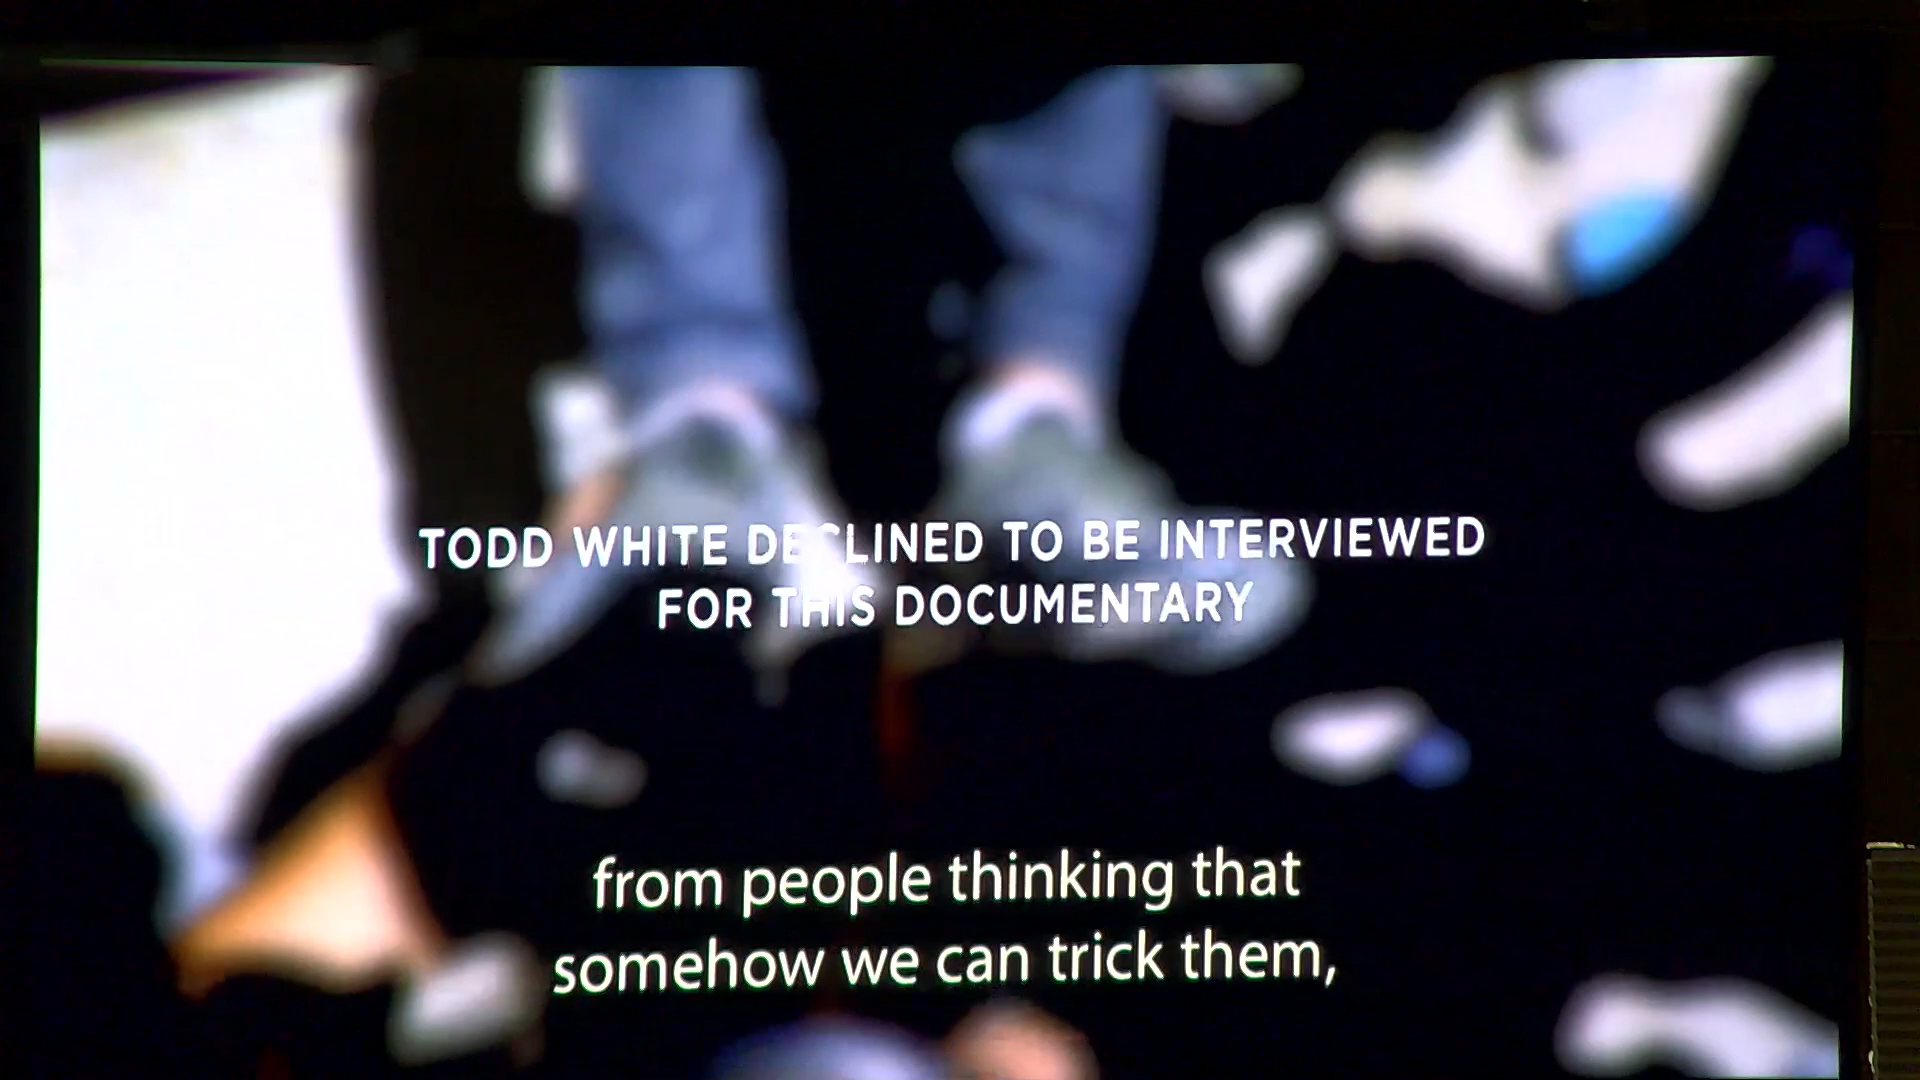 TODD WHITE DECLINED TO BE INTERVIEWED
FOR THIS DOCUMENTARY
from people thinking that
somehow we can trick them,